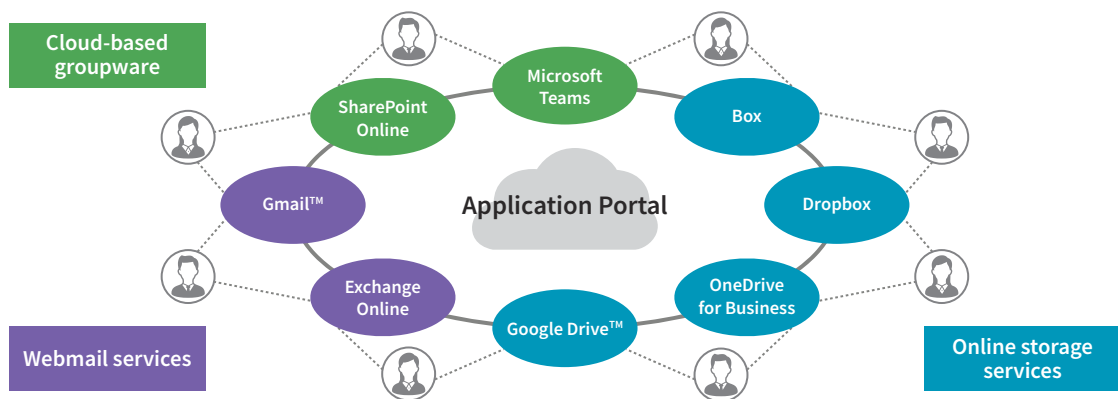 Cloud-based
groupware
Microsoft
Teams
SharePoint
Online
Box
Gmail™
Application Portal
Dropbox
Exchange
Online
OneDrive
for Business
Google Drive™
Webmail services
Online storage
services